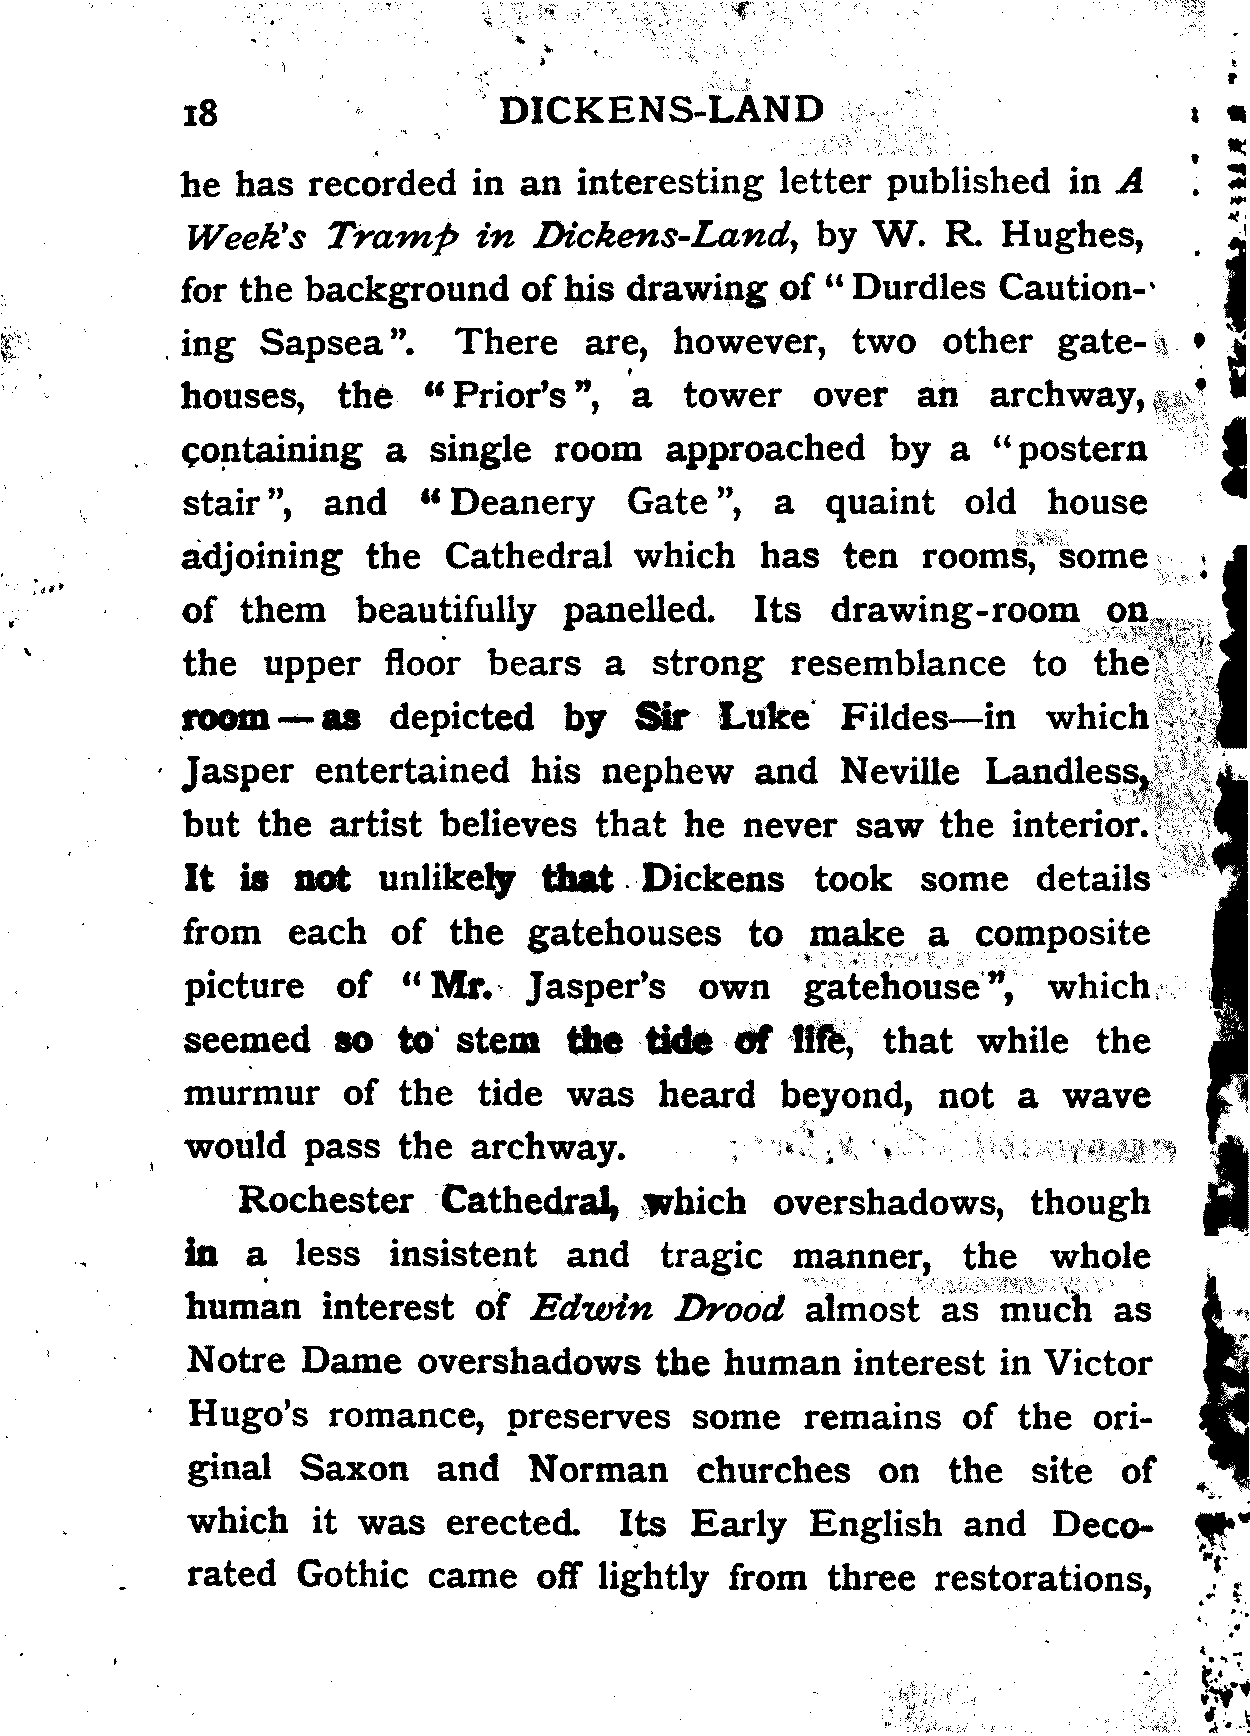 18 DICKENS-LAND
he has recorded in an interesting letter published in A
Week's Tramp in Dickens-Land, by W. R. Hughes,
for the background of his drawing of “ Durdles Caution-
ing Sapsea”. There are, however, two other gate-
houses, the “ Prior's ”, a tower over an archway,
containing a single room approached by a “ postern
stair ”, and “ Deanery Gate ”, a quaint old house
adjoining the Cathedral which has ten rooms, some
of them beautifully panelled. Its drawing-room on
the upper floor bears a strong resemblance to the
room — as depicted by Sir Luke Fildes—in which
Jasper entertained his nephew and Neville Landless,
but the artist believes that he never saw the interior.
It is not unlikely that Dickens took some details
from each of the gatehouses to make a composite
picture of “ Mr. Jasper's own gatehouse ”, which
seemed so to stem the tide of life, that while the
murmur of the tide was heard beyond, not a wave
would pass the archway.
Rochester Cathedral, which overshadows, though
in a less insistent and tragic manner, the whole
human interest of Edwin Drood almost as much as
Notre Dame overshadows the human interest in Victor
Hugo's romance, preserves some remains of the ori-
ginal Saxon and Norman churches on the site of
which it was erected. Its Early English and Deco-
rated Gothic came off lightly from three restorations,